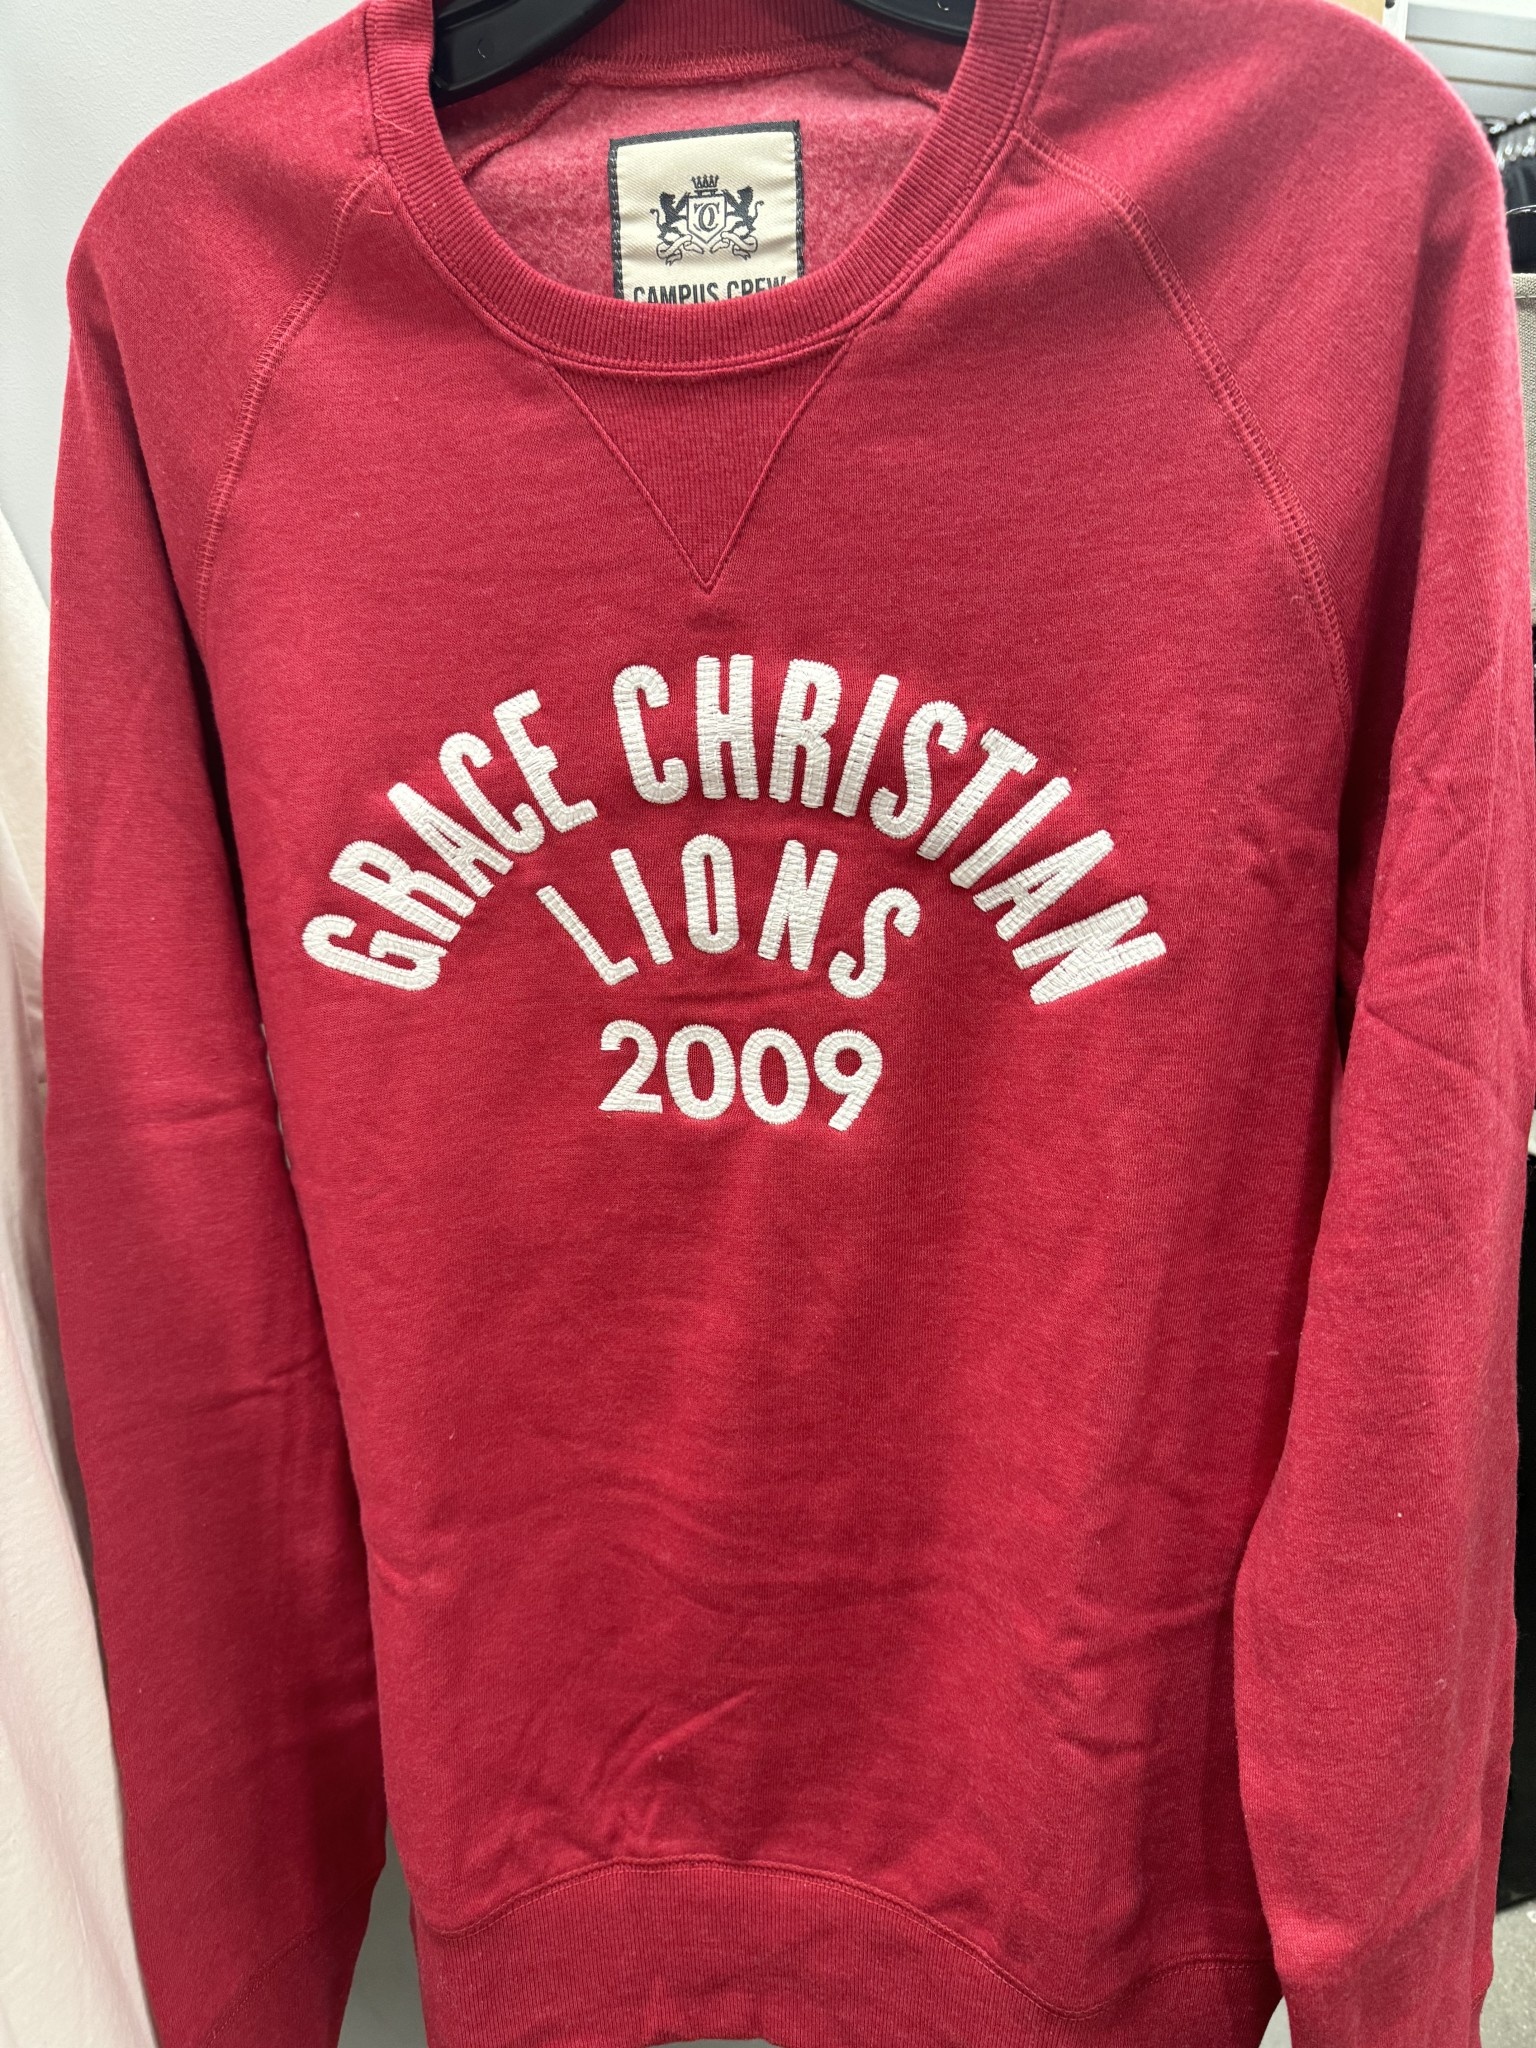 CAMPUS CREW
GRACE CHRISTIAN
LIONS
2009